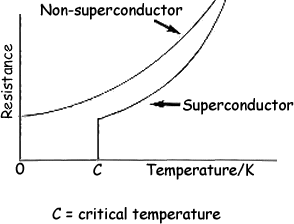 Non-superconductor
Resistance
Superconductor
0
C
Temperature/K
C = critical temperature